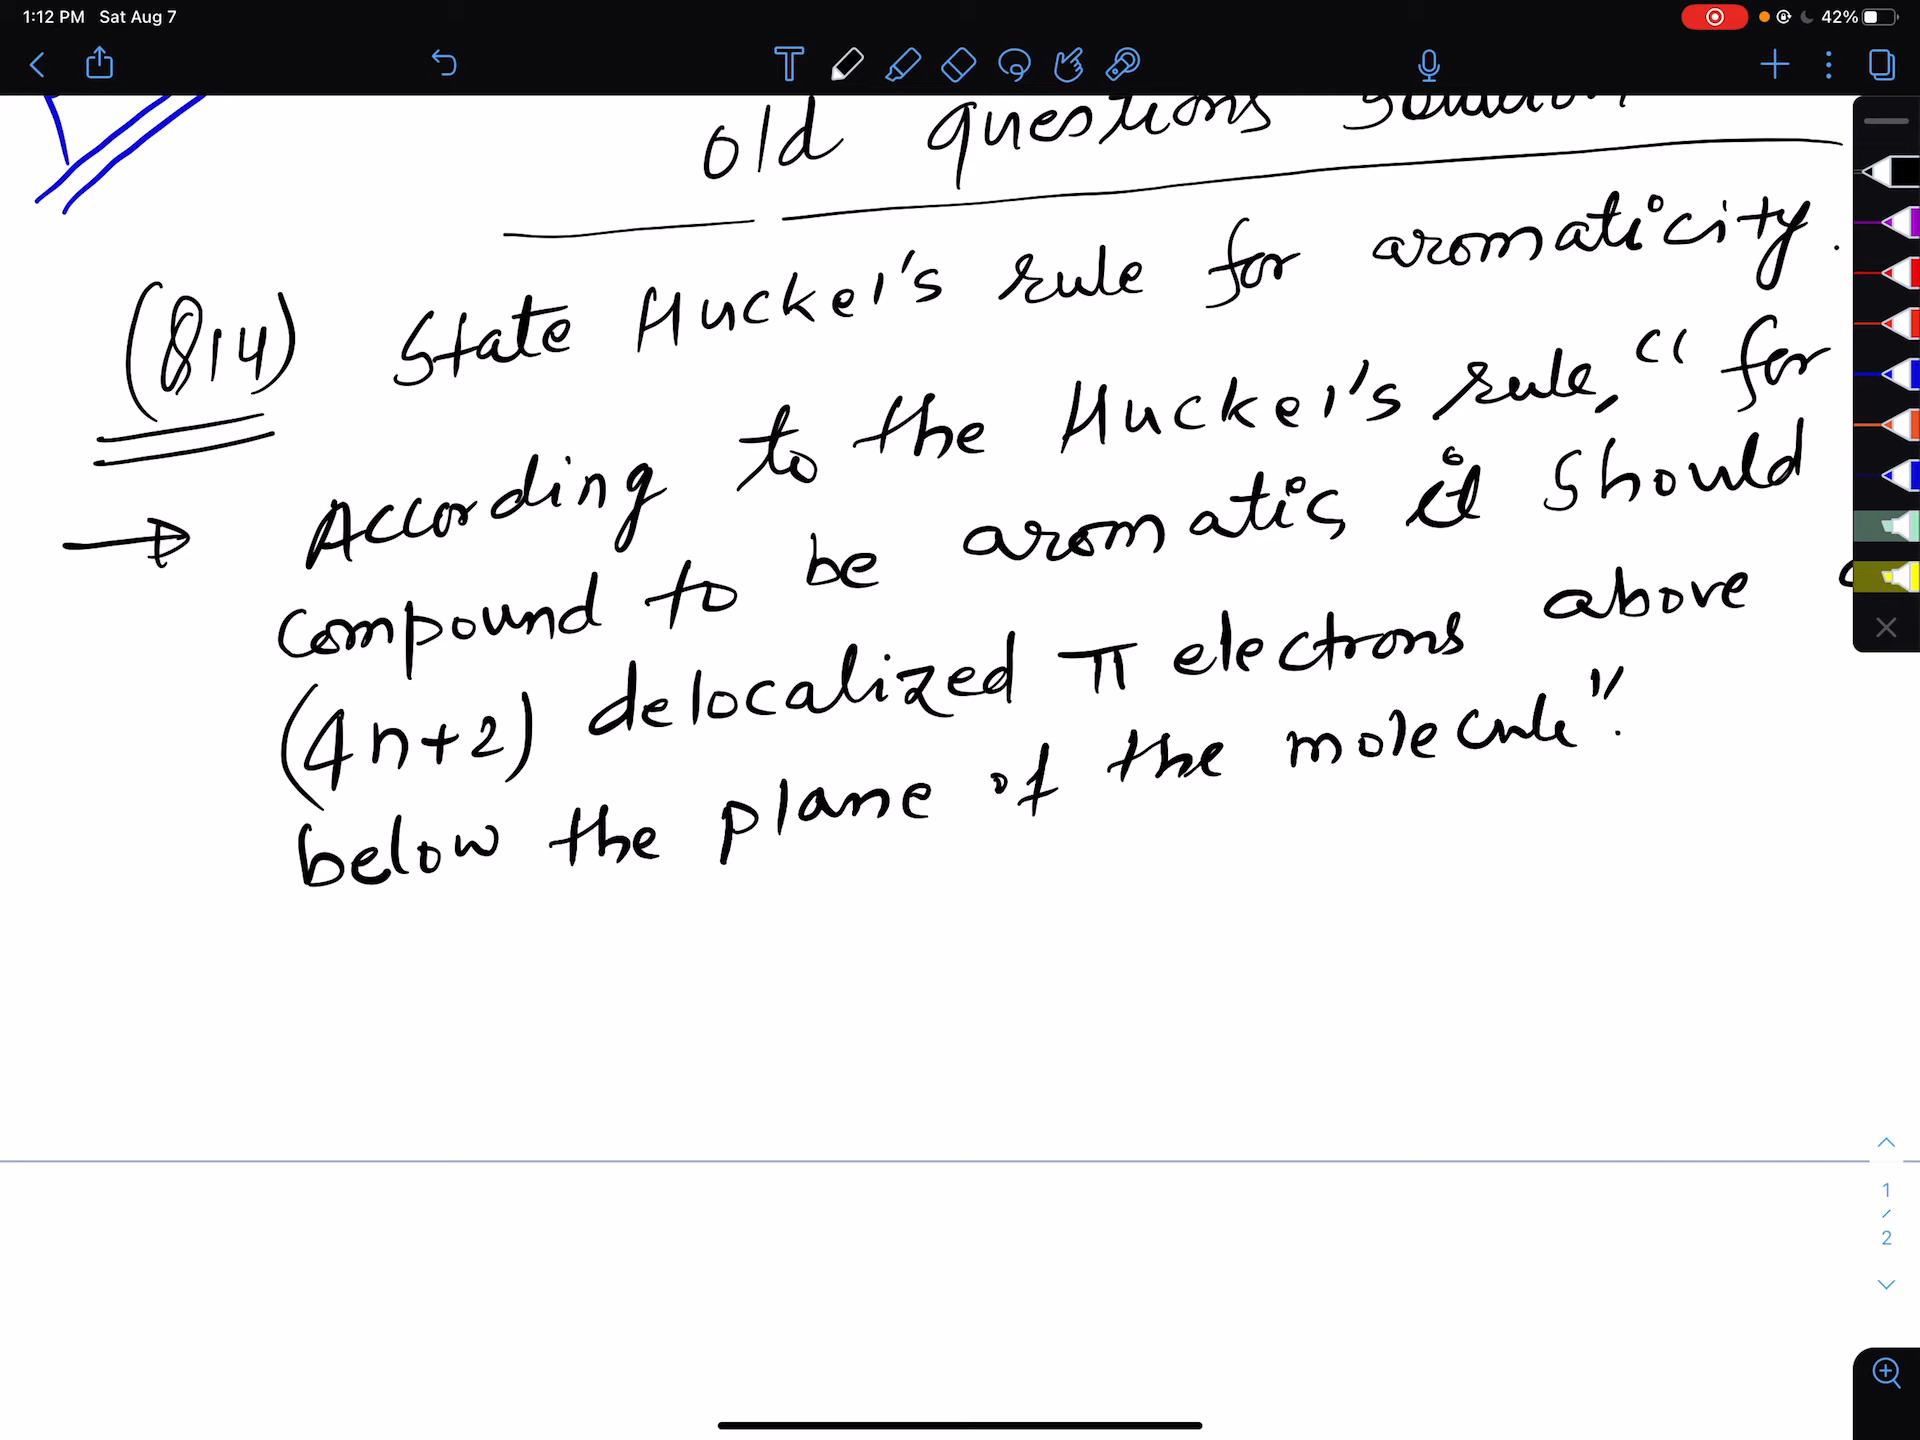 1:12 PM Sat Aug 7
42%
old questions solution
(814) State Huckel's rule for aromaticity.
→ According to the Huckel's rule, "for
compound to be aromatic, it should
(4n+2) delocalized π electrons above
below the plane of the molecule".
1
/
2